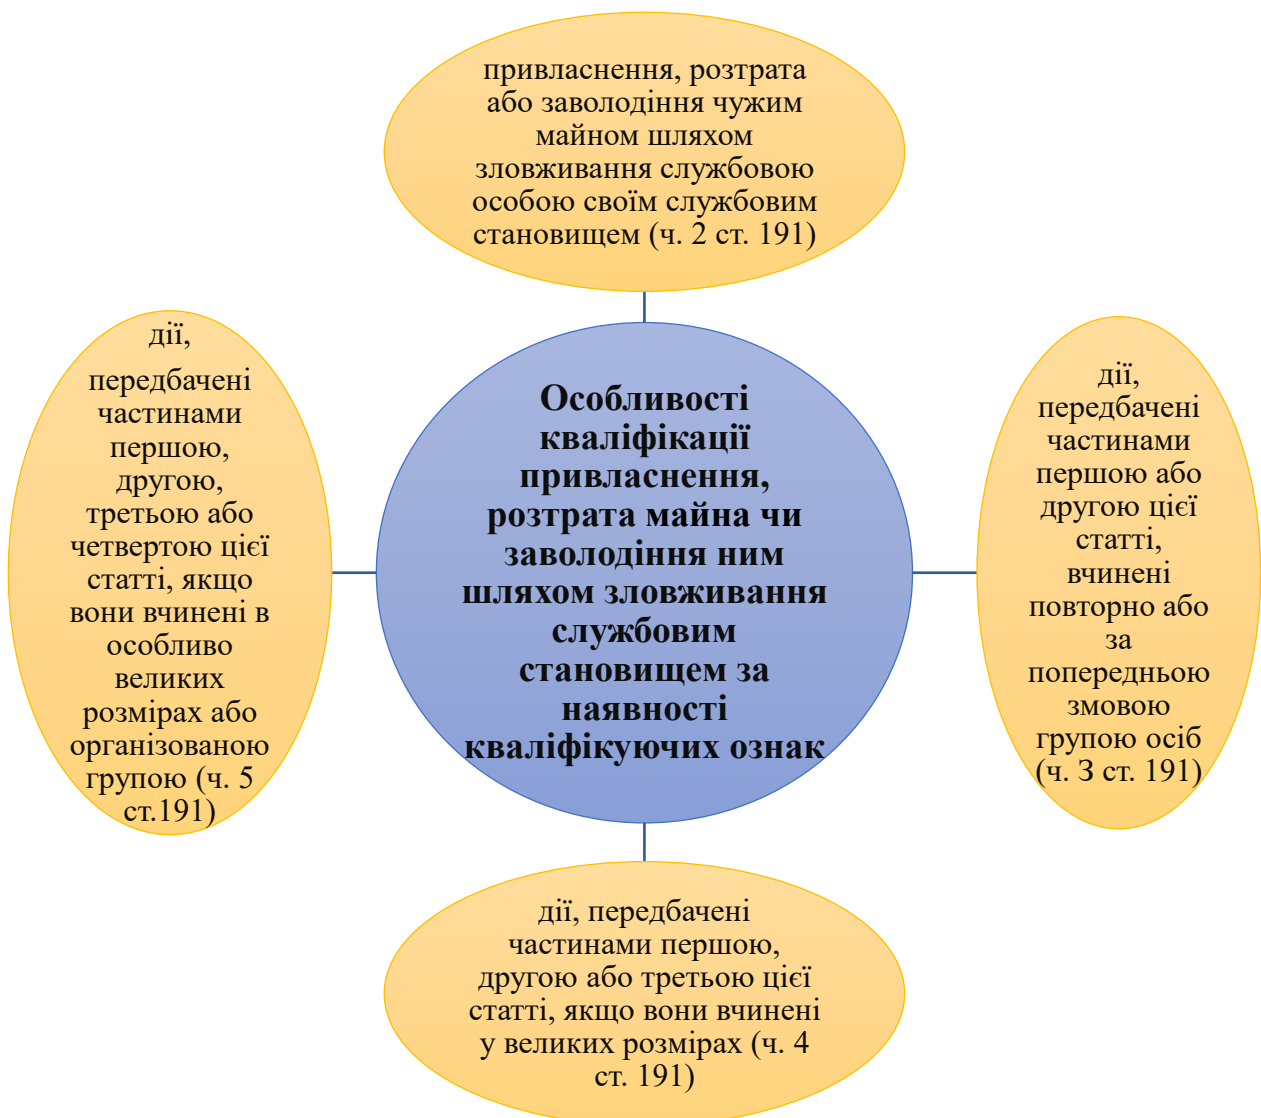 привласнення, розтрата
або заволодіння чужим
майном шляхом
зловживання службовою
особою своїм службовим
становищем (ч. 2 ст. 191)
дії,
передбачені
частинами
першою,
другою,
третьою або
четвертою цієї
статті, якщо
вони вчинені в
особливо
великих
розмірах або
організованою
групою (ч. 5
ст.191)
Особливості
кваліфікації
привласнення,
розтрата майна чи
заволодіння ним
шляхом зловживання
службовим
становищем за
наявності
кваліфікуючих ознак
дії,
передбачені
частинами
першою або
другою цієї
статті,
вчинені
повторно або
за
попередньою
змовою
групою осіб
(ч. 3 ст. 191)
дії, передбачені
частинами першою,
другою або третьою цієї
статті, якщо вони вчинені
у великих розмірах (ч. 4
ст. 191)